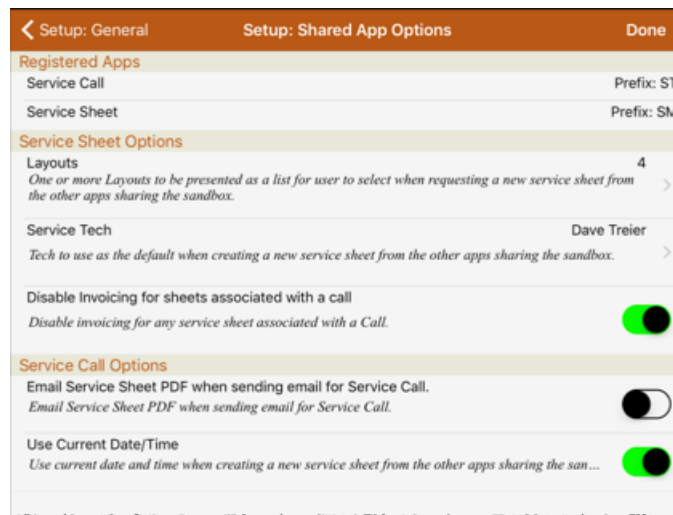 Setup: General Setup: Shared App Options Done
Registered Apps
Service Call Prefix: ST
Service Sheet Prefix:
Service Sheet Options
Layouts 4
One or more Layouts to be presented as a list for user to select when requesting a new service sheet from
the other apps sharing the sandbox.
Service Tech Dave Treier
Tech to use as the default when creating a new service sheet from the other apps sharing the sandbox.
Disable Invoicing for sheets associated with a call
Disable invoicing for any service sheet associated with a Call.
Service Call Options
Email Service Sheet PDF when sending email for Service Call.
Email Service Sheet PDF when sending email for Service Call.
Use Current Date/Time
Use current date and time when creating a new service sheet from the other apps sharing the san...